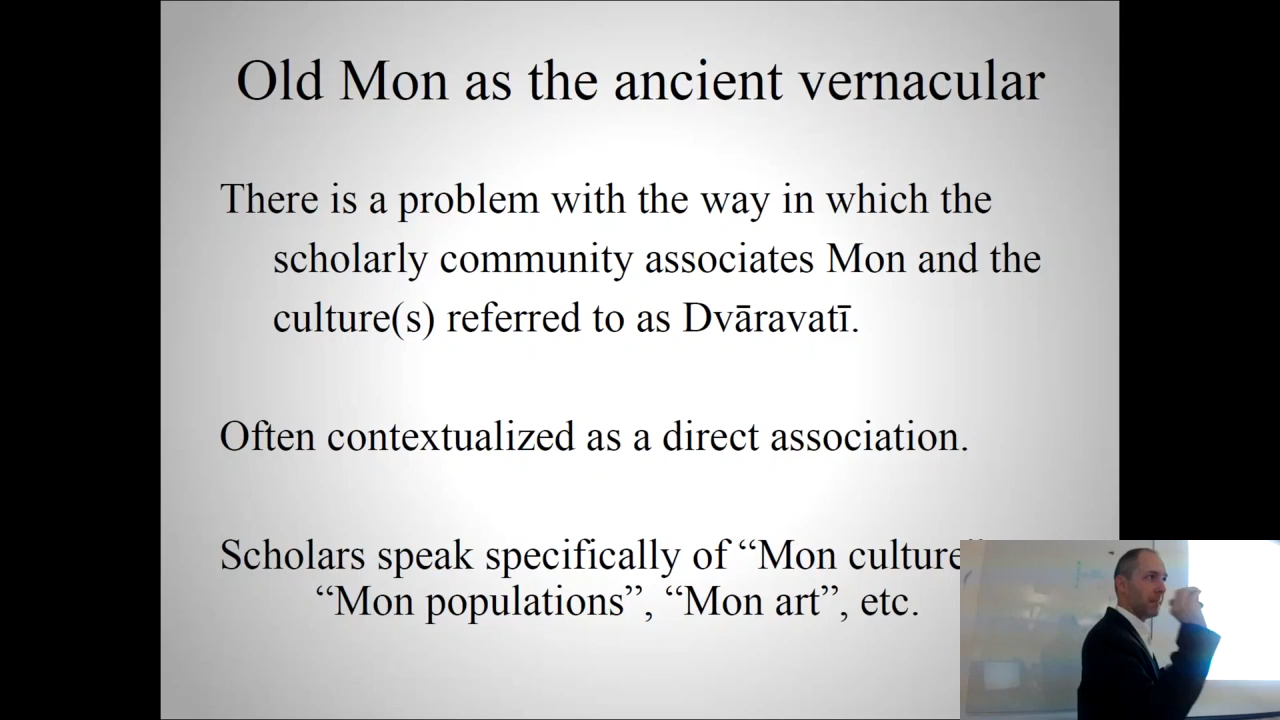 Old Mon as the ancient vernacular
There is a problem with the way in which the
scholarly community associates Mon and the
culture(s) referred to as Dvāravatī.
Often contextualized as a direct association.
Scholars speak specifically of “Mon culture”
“Mon populations”, “Mon art”, etc.